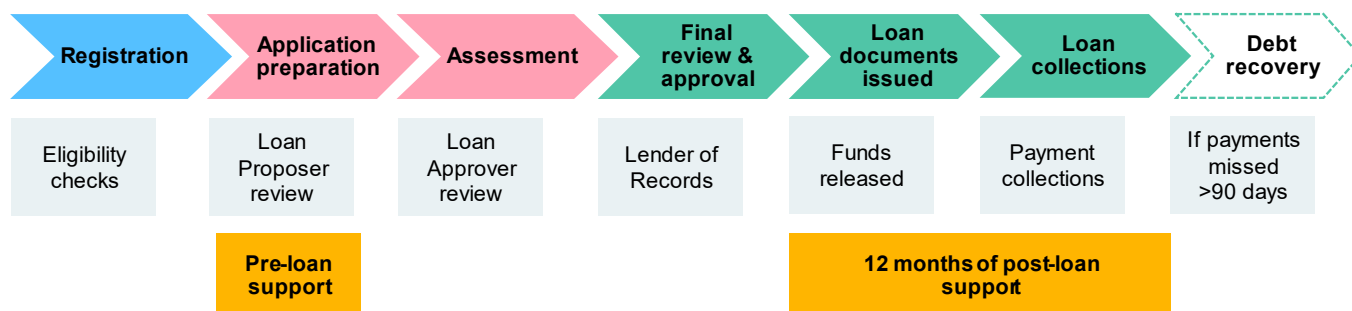 Registration
Application
preparation
Assessment
Final
review &
approval
Loan
documents
issued
Loan
collections
Debt
recovery
Eligibility
checks
Loan
Proposer
review
Loan
Approver
review
Lender of
Records
Funds
released
Payment
collections
If payments
missed
>90 days
Pre-loan
support
12 months of post-loan
support